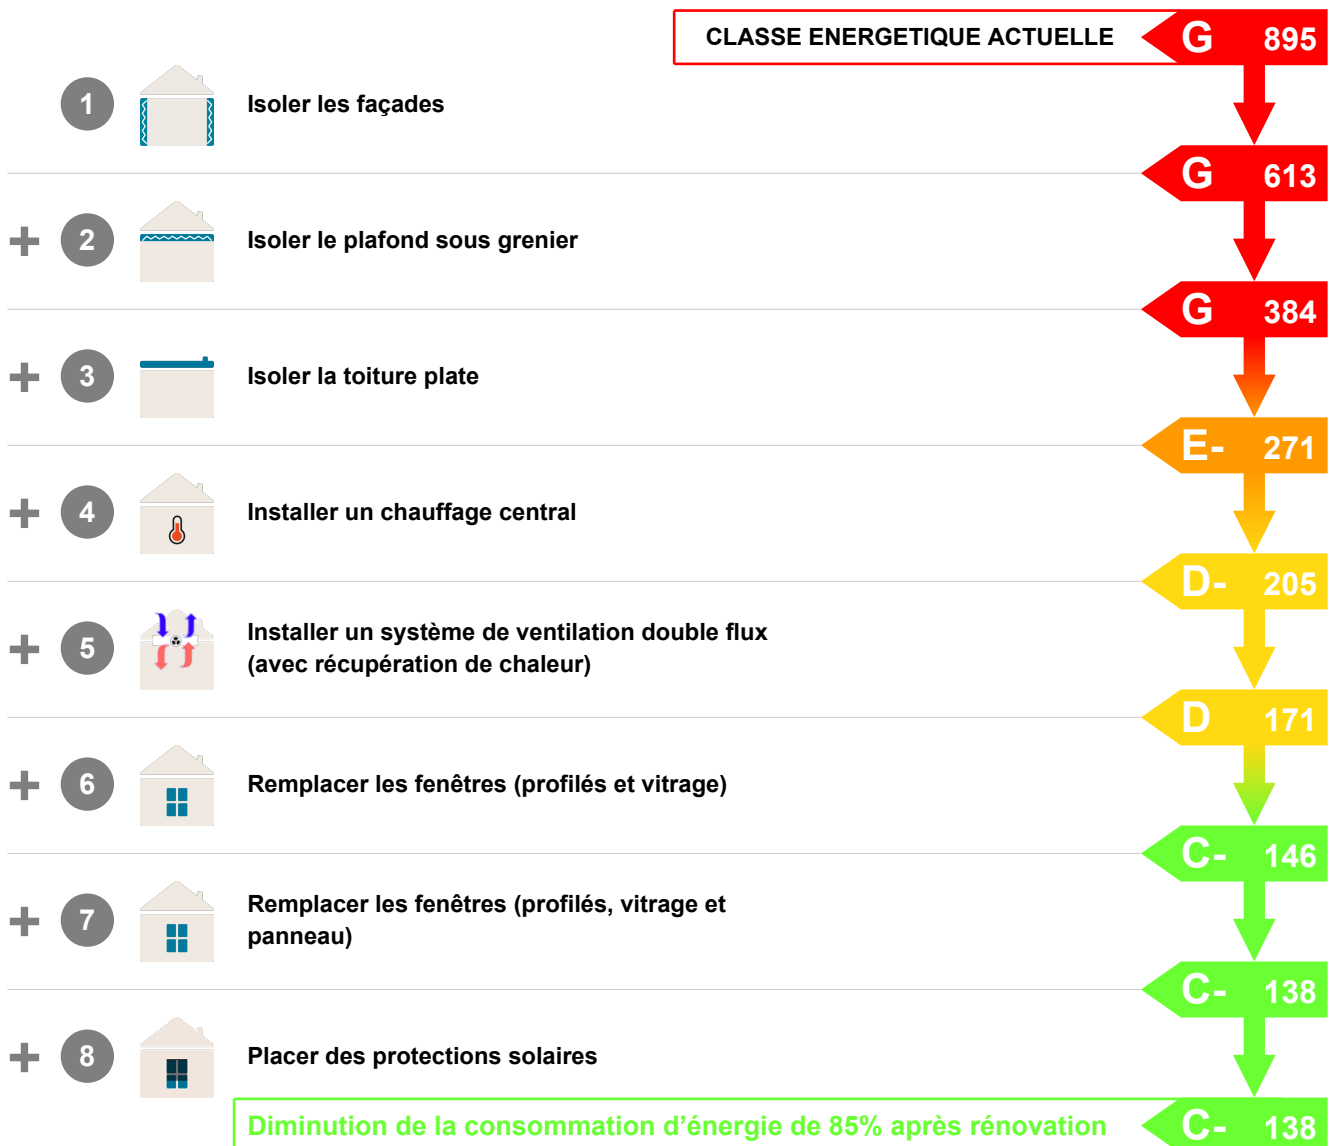 CLASSE ENERGETIQUE ACTUELLE G 895
1 Isoler les façades
G 613
+ 2 Isoler le plafond sous grenier
G 384
+ 3 Isoler la toiture plate
E- 271
+ 4 Installer un chauffage central
D- 205
+ 5 Installer un système de ventilation double flux
(avec récupération de chaleur)
D 171
+ 6 Remplacer les fenêtres (profilés et vitrage)
C- 146
+ 7 Remplacer les fenêtres (profilés, vitrage et
panneau)
C- 138
+ 8 Placer des protections solaires
Diminution de la consommation d’énergie de 85% après rénovation C- 138